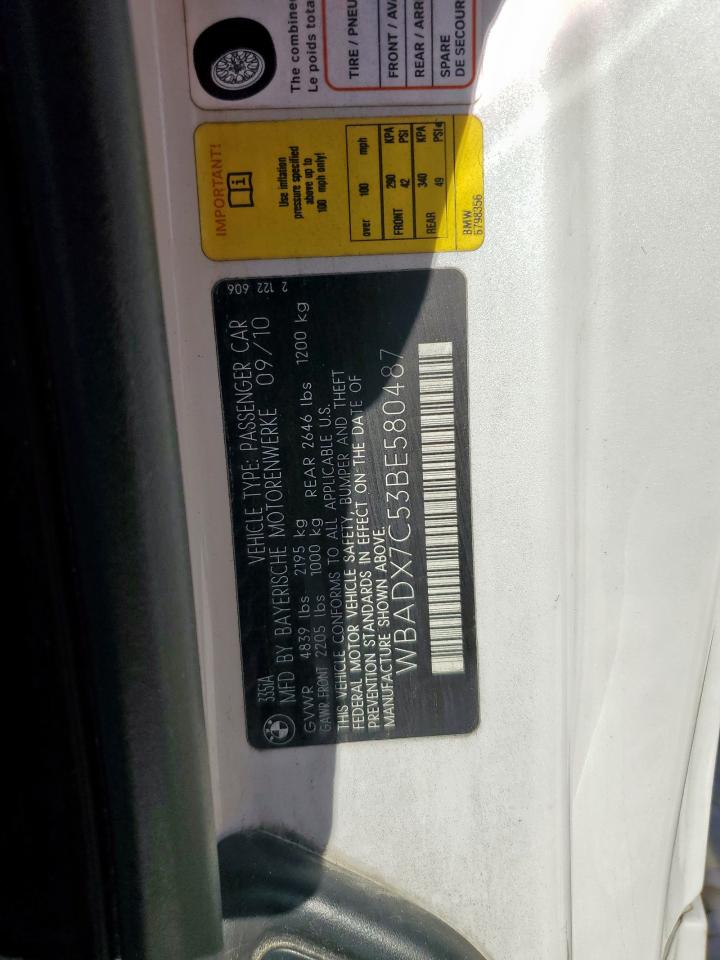 The combine
Le poids tota
TIRE / PNEU
FRONT / AVA
REAR / ARR
SPARE
DE SECOUR
IMPORTANT!
Use inflation
pressure specified
above up to
100 mph only!
over 100 mph
FRONT 290 KPA
42 PSI
REAR 340 KPA
49 PSI
BMW
6798356
2 122 606
3351A VEHICLE TYPE: PASSENGER CAR
MFD BY BAYERISCHE MOTORENWERKE 09/10
GVWR 4839 lbs 2195 kg
GAWR FRONT 2205 lbs 1000 kg REAR 2646 lbs 1200 kg
THIS VEHICLE CONFORMS TO ALL APPLICABLE U.S.
FEDERAL MOTOR VEHICLE SAFETY, BUMPER AND THEFT
PREVENTION STANDARDS IN EFFECT ON THE DATE OF
MANUFACTURE SHOWN ABOVE.
WBADX7C53BE580487